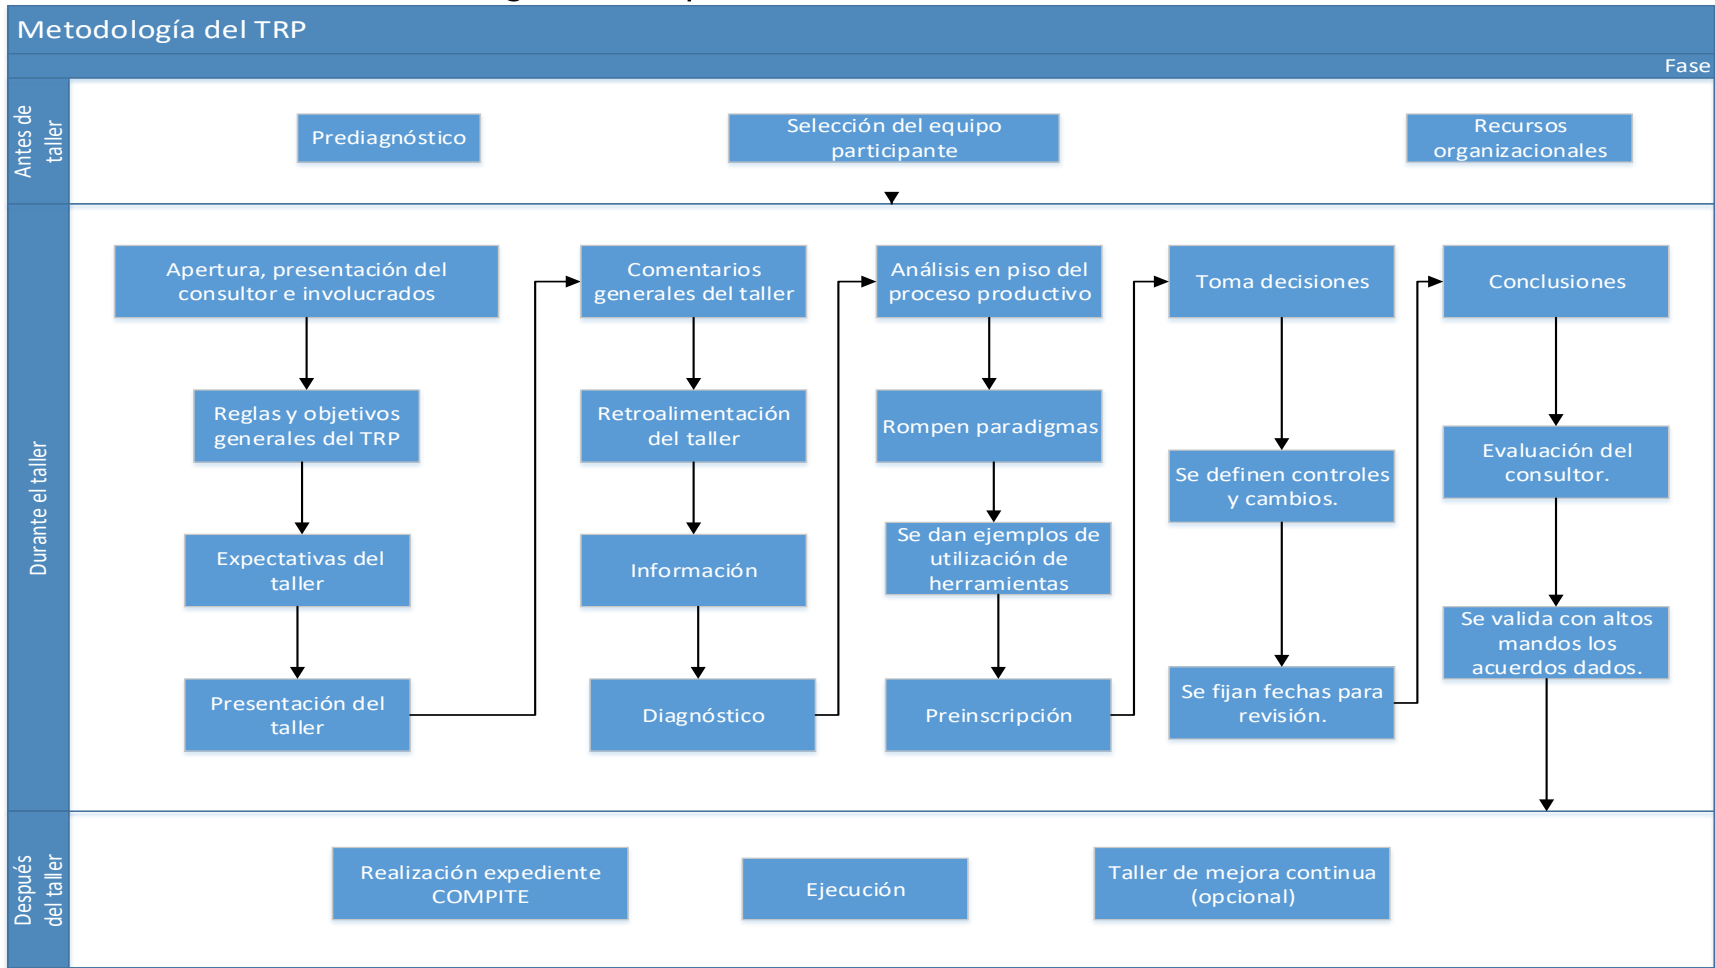 Metodología del TRP
Fase
Antes de
taller
Prediagnóstico
Selección del equipo
participante
Recursos
organizacionales
Durante el taller
Apertura, presentación del
consultor e involucrados
Reglas y objetivos
generales del TRP
Expectativas del
taller
Presentación del
taller
Comentarios
generales del taller
Retroalimentación
del taller
Información
Diagnóstico
Análisis en piso del
proceso productivo
Rompen paradigmas
Se dan ejemplos de
utilización de
herramientas
Preinscripción
Toma decisiones
Se definen controles
y cambios.
Se fijan fechas para
revisión.
Conclusiones
Evaluación del
consultor.
Se valida con altos
mandos los
acuerdos dados.
Después
del taller
Realización expediente
COMPITE
Ejecución
Taller de mejora continua
(opcional)